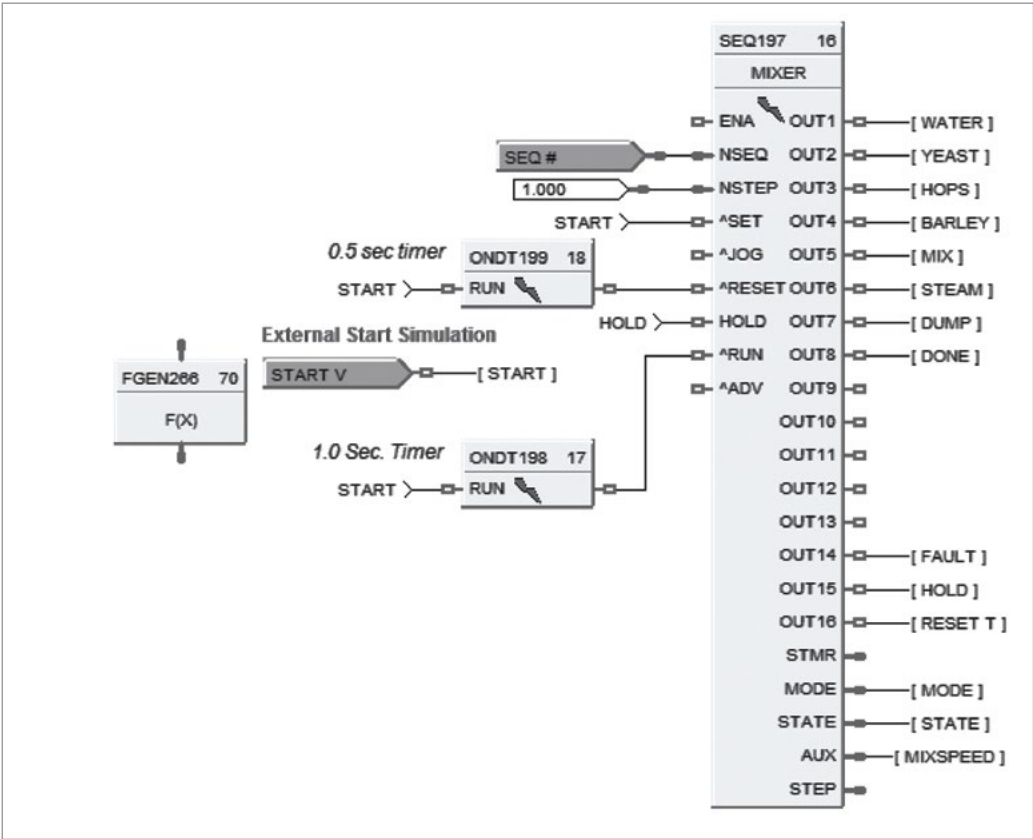 SEQ197 16
MIXER
ENA OUT1 [ WATER ]
SEQ # NSEQ OUT2 [ YEAST ]
1.000 NSTEP OUT3 [ HOPS ]
START ^SET OUT4 [ BARLEY ]
0.5 sec timer
ONDT199 18
^JOG OUT5 [ MIX ]
START RUN ^RESET OUT6 [ STEAM ]
HOLD HOLD OUT7 [ DUMP ]
External Start Simulation
^RUN OUT8 [ DONE ]
FGEN266 70
START V [ START ]
^ADV OUT9
F(X)
OUT10
1.0 Sec. Timer
ONDT198 17
OUT11
START RUN
OUT12
OUT13
OUT14 [ FAULT ]
OUT15 [ HOLD ]
OUT16 [ RESET T ]
STMR
MODE [ MODE ]
STATE [ STATE ]
AUX [ MIXSPEED ]
STEP